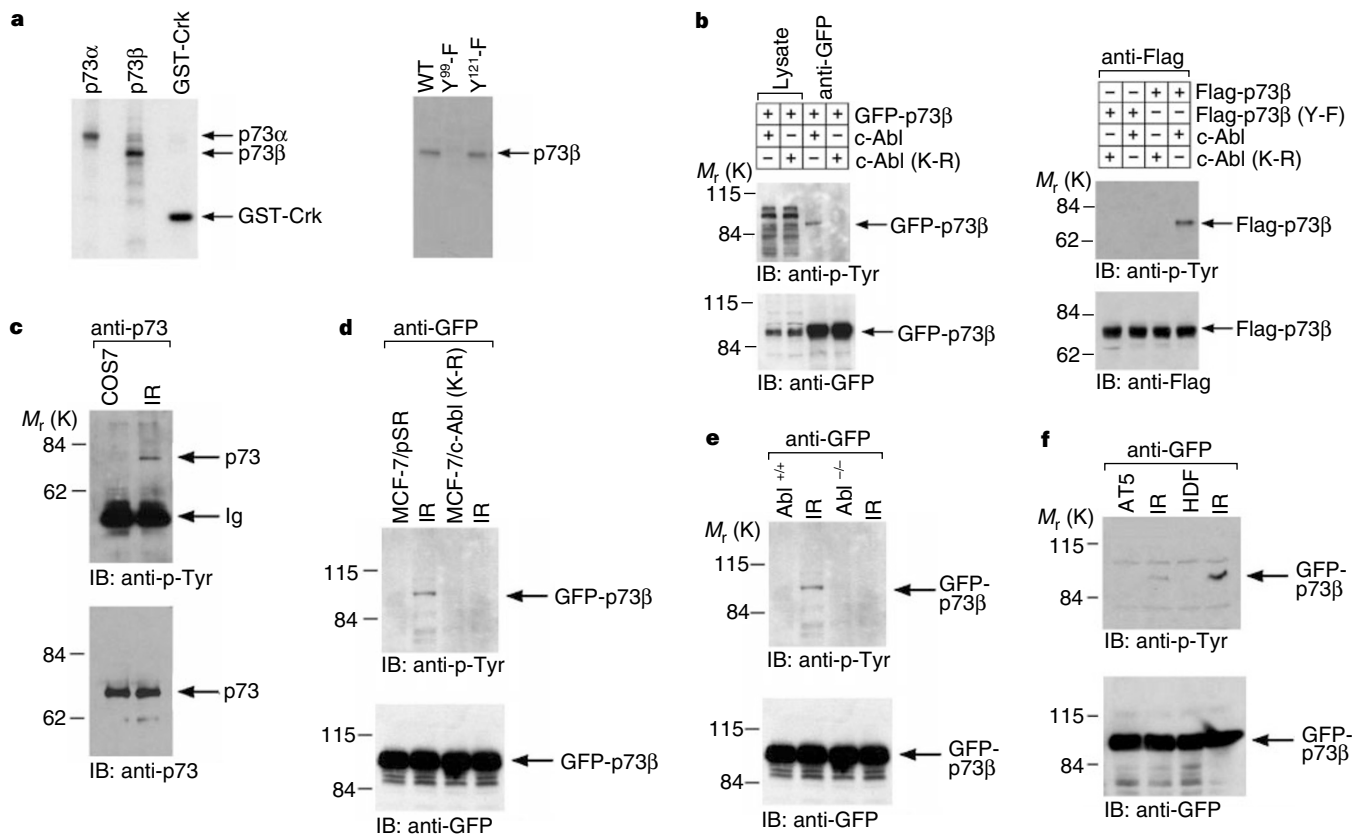 a
p73α
p73β
GST-Crk
p73α
p73β
GST-Crk
WT
Y99-F
Y121-F
p73β
b
Lysate
anti-GFP
+ + + + GFP-p73β
+ – + – c-Abl
– + – + c-Abl (K-R)
Mr (K)
115
84
GFP-p73β
IB: anti-p-Tyr
115
84
GFP-p73β
IB: anti-GFP
anti-Flag
– – + + Flag-p73β
+ + – – Flag-p73β (Y-F)
– + – + c-Abl
+ – + – c-Abl (K-R)
Mr (K)
84
62
Flag-p73β
IB: anti-p-Tyr
84
62
Flag-p73β
IB: anti-Flag
c
anti-p73
COS7
IR
Mr (K)
84
62
p73
Ig
IB: anti-p-Tyr
84
62
p73
IB: anti-p73
d
anti-GFP
MCF-7/pSR
IR
MCF-7/c-Abl (K-R)
IR
Mr (K)
115
84
GFP-p73β
IB: anti-p-Tyr
115
84
GFP-p73β
IB: anti-GFP
e
anti-GFP
Abl +/+
IR
Abl –/–
IR
Mr (K)
115
84
GFP-
p73β
IB: anti-p-Tyr
115
84
GFP-
p73β
IB: anti-GFP
f
anti-GFP
AT5
IR
HDF
IR
Mr (K)
115
84
GFP-
p73β
IB: anti-p-Tyr
115
84
GFP-
p73β
IB: anti-GFP